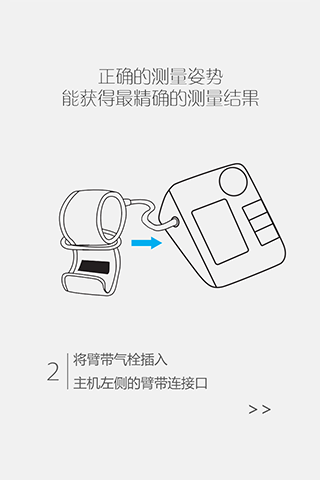 正确的测量姿势
能获得最精确的测量结果
2
将臂带气栓插入
主机左侧的臂带连接口
>>